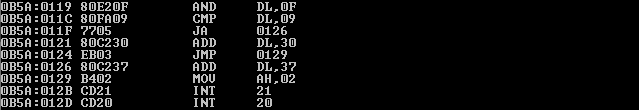 0B5A:0119 80E20F AND DL,0F
0B5A:011C 80FA09 CMP DL,09
0B5A:011F 7705 JA 0126
0B5A:0121 80C230 ADD DL,30
0B5A:0124 EB03 JMP 0129
0B5A:0126 80C237 ADD DL,37
0B5A:0129 B402 MOV AH,02
0B5A:012B CD21 INT 21
0B5A:012D CD20 INT 20